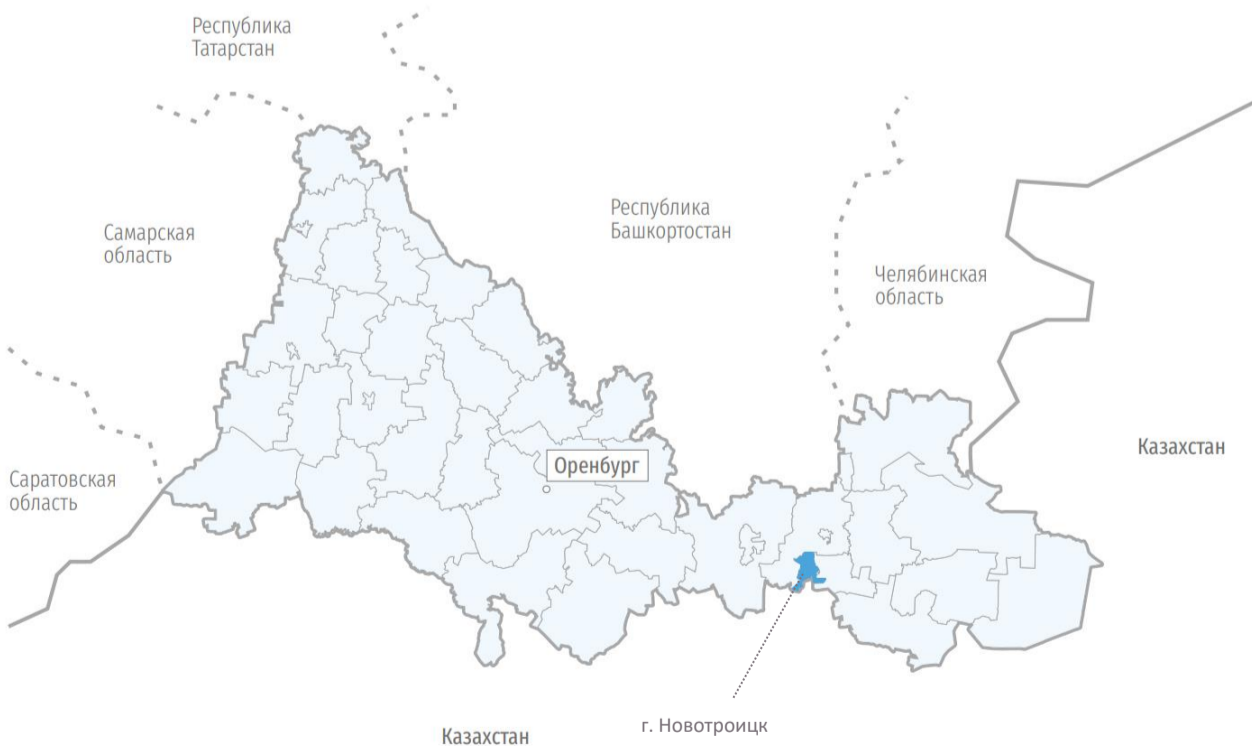 Республика
Татарстан
Самарская
область
Республика
Башкортостан
Челябинская
область
Саратовская
область
Оренбург
Казахстан
г. Новотроицк
Казахстан